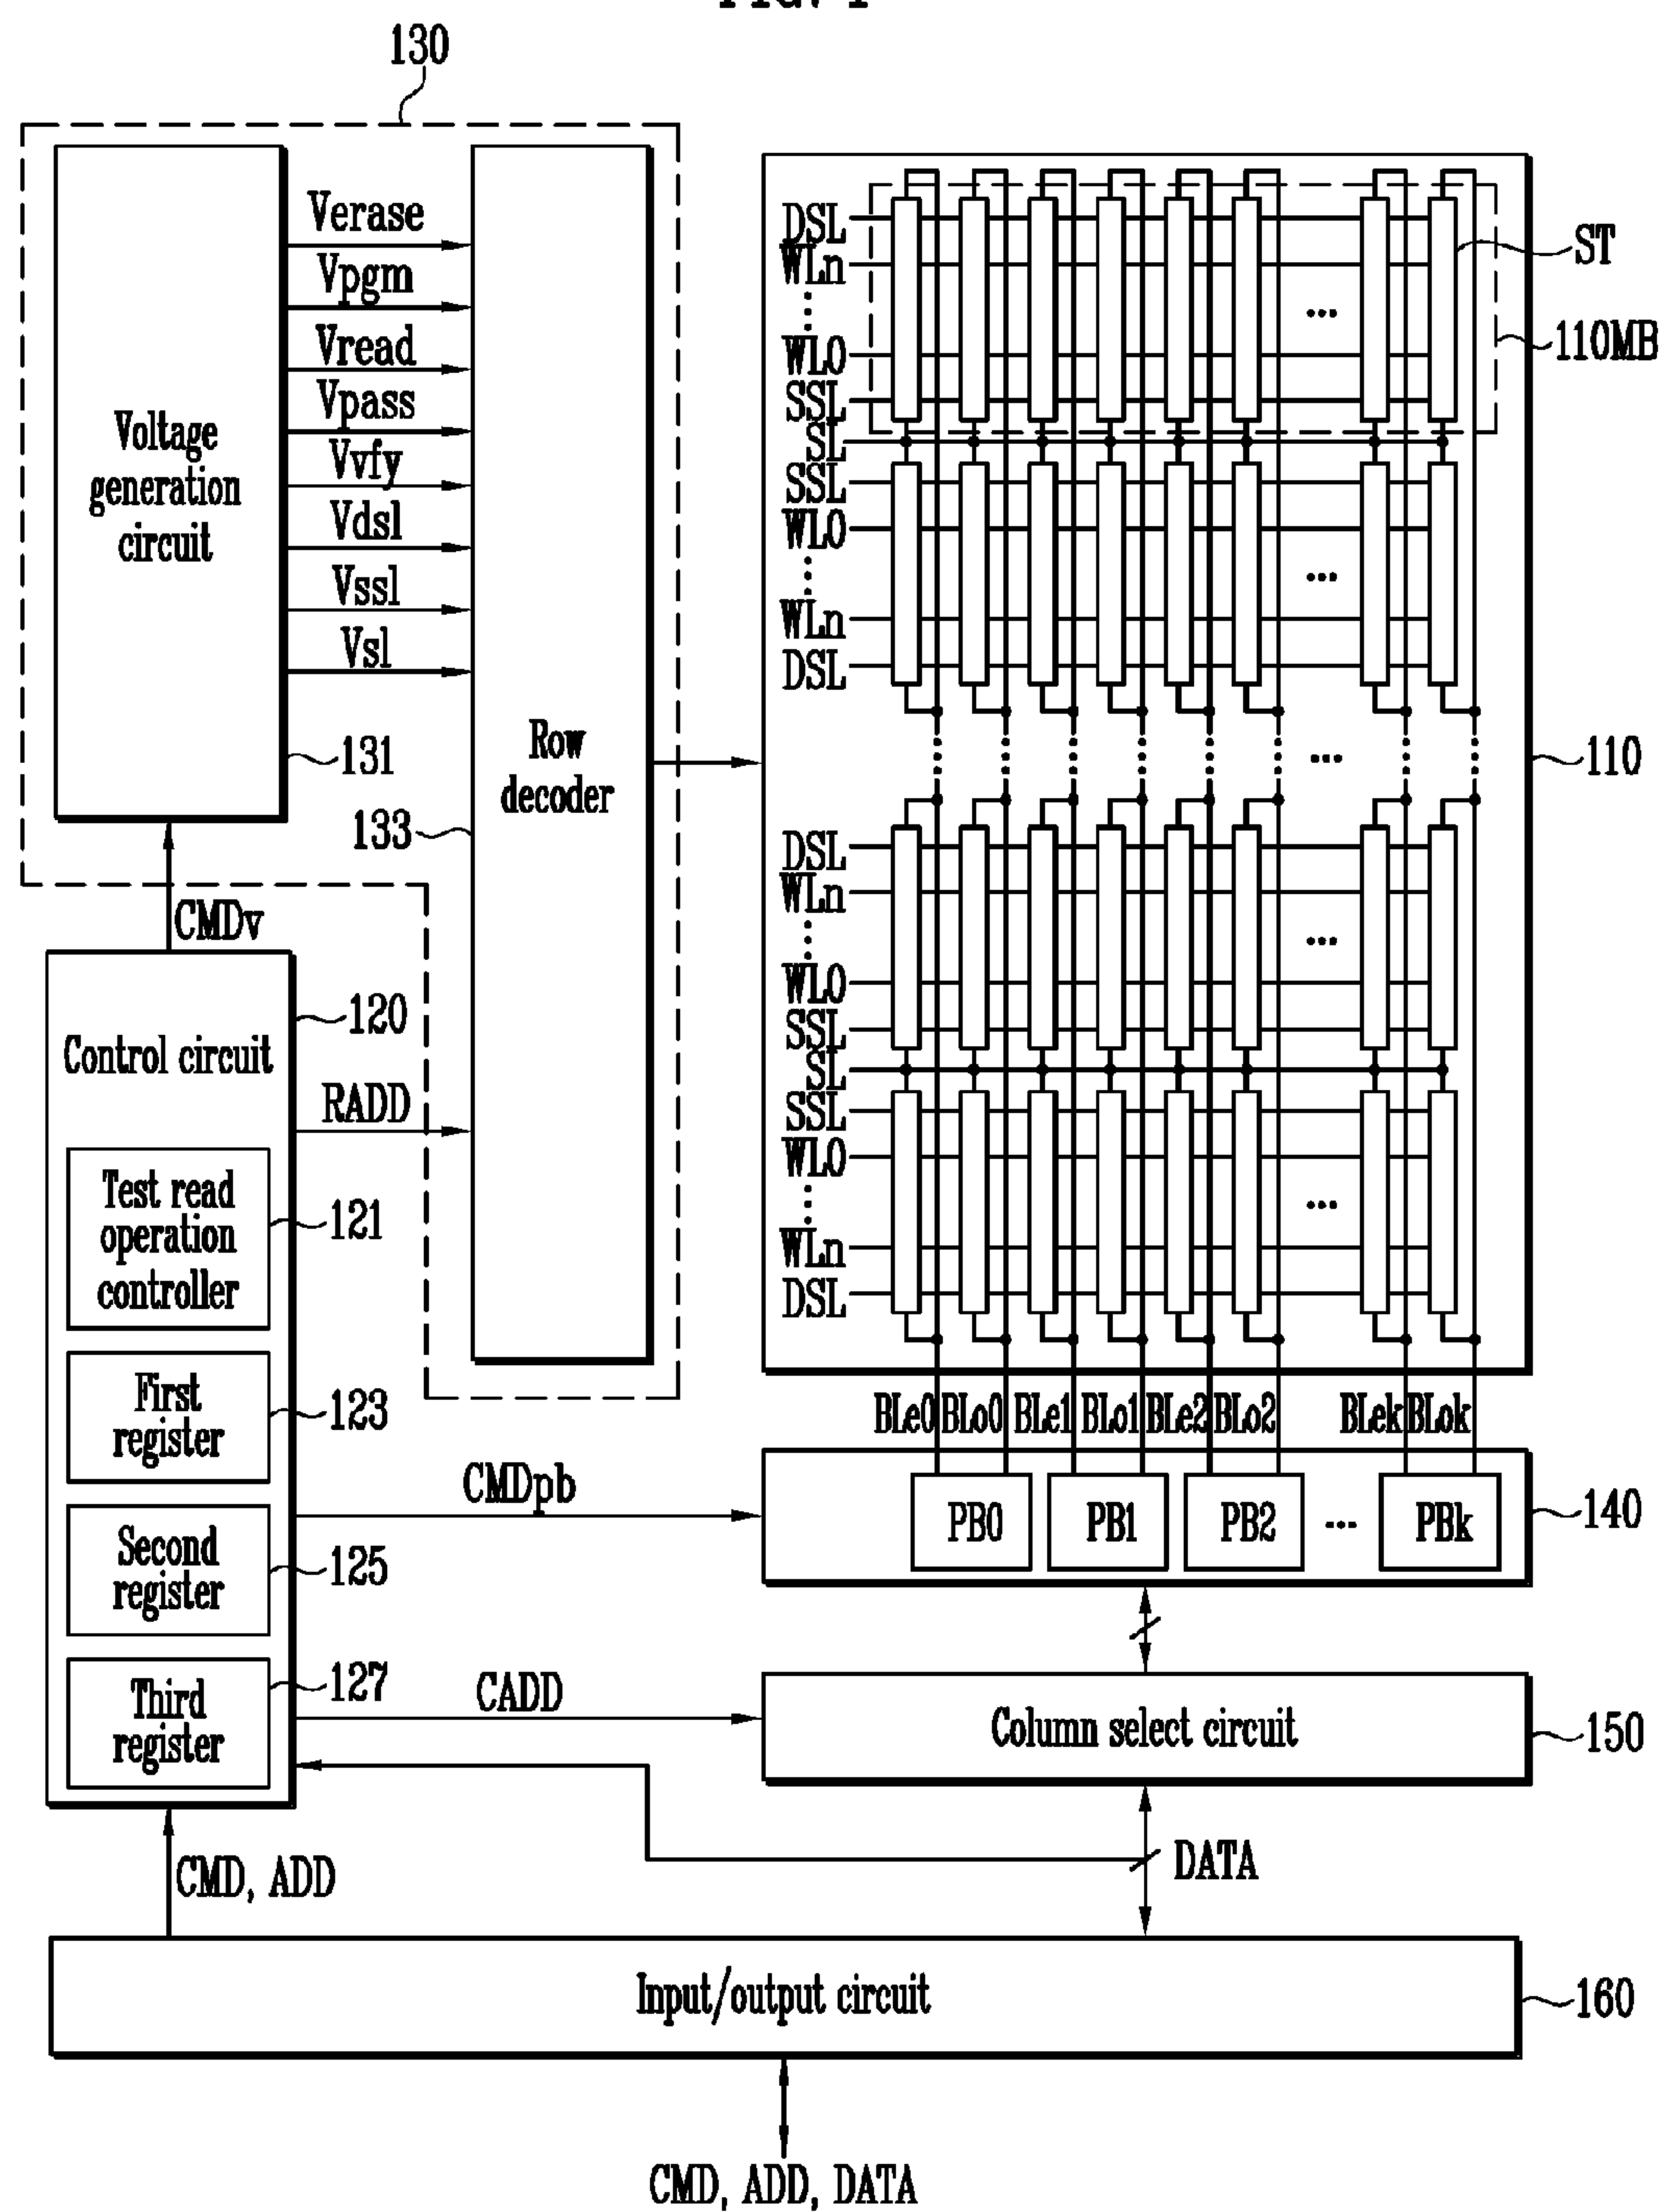 FIG. 1
130
Voltage
generation
circuit
131
Verase
Vpgm
Vread
Vpass
Vvfy
Vdsl
Vssl
Vsl
Row
decoder
133
DSL
WLn
WL0
SSL
SL
SSL
WL0
WLn
DSL
...
...
...
ST
110MB
110
DSL
WLn
WL0
SSL
SL
SSL
WL0
WLn
DSL
...
...
CMDv
Control circuit
120
RADD
Test read
operation
controller
121
First
register
123
Second
register
125
Third
register
127
CMDpb
CADD
BLe0 BLo0 BLe1 BLo1 BLe2 BLo2 BLek BLok
PB0 PB1 PB2 ... PBk
140
Column select circuit
150
CMD, ADD
DATA
Input/output circuit
160
CMD, ADD, DATA